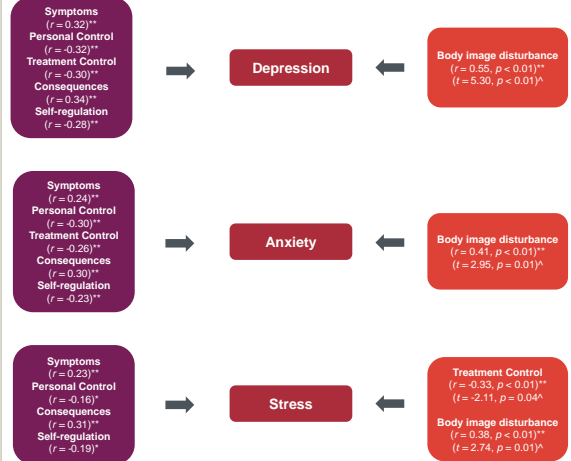 Symptoms
(r = 0.32)**
Personal Control
(r = -0.32)**
Treatment Control
(r = -0.30)**
Consequences
(r = 0.34)**
Self-regulation
(r = -0.28)**
Depression
Body image disturbance
(r = 0.55, p < 0.01)**
(t = 5.30, p < 0.01)^
Symptoms
(r = 0.24)**
Personal Control
(r = -0.30)**
Treatment Control
(r = -0.26)**
Consequences
(r = 0.30)**
Self-regulation
(r = -0.23)**
Anxiety
Body image disturbance
(r = 0.41, p < 0.01)**
(t = 2.95, p = 0.01)^
Symptoms
(r = 0.23)**
Personal Control
(r = -0.16)*
Consequences
(r = 0.31)**
Self-regulation
(r = -0.19)*
Stress
Treatment Control
(r = -0.33, p < 0.01)**
(t = -2.11, p = 0.04^
Body image disturbance
(r = 0.38, p < 0.01)**
(t = 2.74, p = 0.01)^